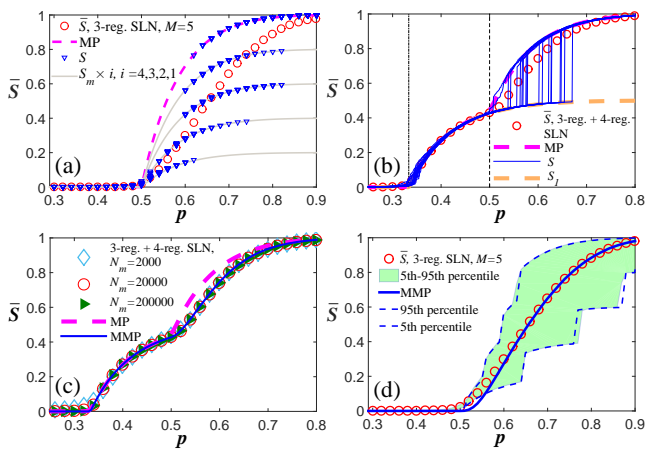 S̄, 3-reg. SLN, M=5
MP
S
S_m × i, i =4,3,2,1
(a)
S̄
1
0.8
0.6
0.4
0.2
0
0.3 0.4 0.5 0.6 0.7 0.8 0.9
p
S̄, 3-reg. + 4-reg.
SLN
MP
S
S_1
(b)
S̄
1
0.8
0.6
0.4
0.2
0
0.3 0.4 0.5 0.6 0.7 0.8
p
3-reg. + 4-reg. SLN,
N_m=2000
N_m=20000
N_m=200000
MP
MMP
(c)
S̄
1
0.8
0.6
0.4
0.2
0
0.3 0.4 0.5 0.6 0.7 0.8
p
S̄, 3-reg. SLN, M=5
5th-95th percentile
MMP
95th percentile
5th percentile
(d)
S̄
1
0.8
0.6
0.4
0.2
0
0.3 0.4 0.5 0.6 0.7 0.8 0.9
p